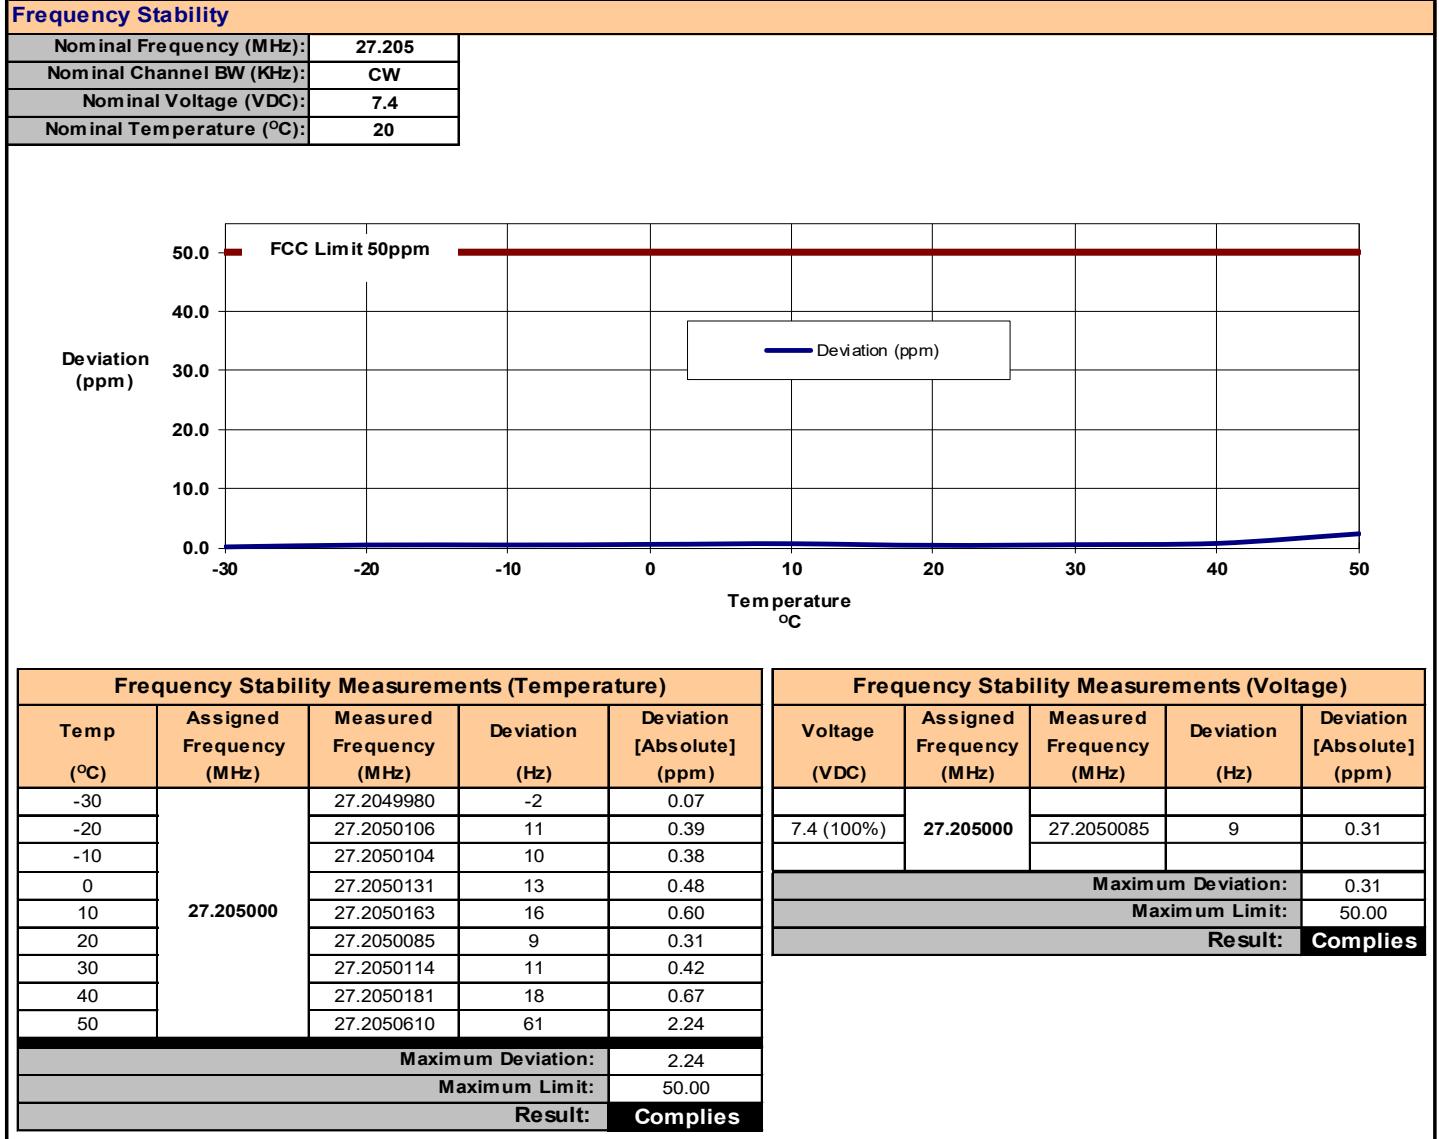 Frequency Stability
Nominal Frequency (MHz): 27.205
Nominal Channel BW (KHz): CW
Nominal Voltage (VDC): 7.4
Nominal Temperature (OC): 20
FCC Limit 50ppm
50.0
40.0
30.0
20.0
10.0
0.0
Deviation
(ppm)
Deviation (ppm)
-30 -20 -10 0 10 20 30 40 50
Temperature
OC
Frequency Stability Measurements (Temperature)
Temp Assigned Measured Deviation Deviation
Frequency Frequency [Absolute]
(OC) (MHz) (MHz) (Hz) (ppm)
-30 27.2049980 -2 0.07
-20 27.2050106 11 0.39
-10 27.2050104 10 0.38
0 27.2050131 13 0.48
10 27.205000 27.2050163 16 0.60
20 27.2050085 9 0.31
30 27.2050114 11 0.42
40 27.2050181 18 0.67
50 27.2050610 61 2.24
Maximum Deviation: 2.24
Maximum Limit: 50.00
Result: Complies
Frequency Stability Measurements (Voltage)
Voltage Assigned Measured Deviation Deviation
Frequency Frequency [Absolute]
(VDC) (MHz) (MHz) (Hz) (ppm)
7.4 (100%) 27.205000 27.2050085 9 0.31
Maximum Deviation: 0.31
Maximum Limit: 50.00
Result: Complies